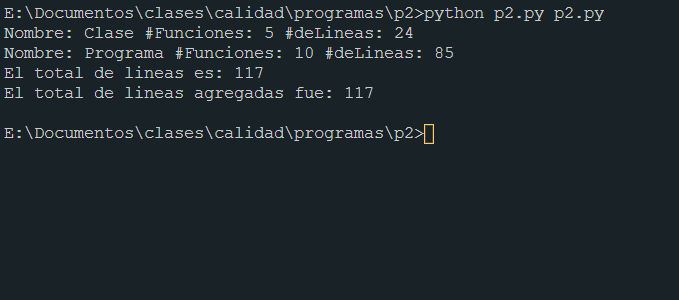 E:\Documentos\clases\calidad\programas\p2>python p2.py p2.py
Nombre: Clase #Funciones: 5 #deLineas: 24
Nombre: Programa #Funciones: 10 #deLineas: 85
El total de lineas es: 117
El total de lineas agregadas fue: 117
E:\Documentos\clases\calidad\programas\p2>